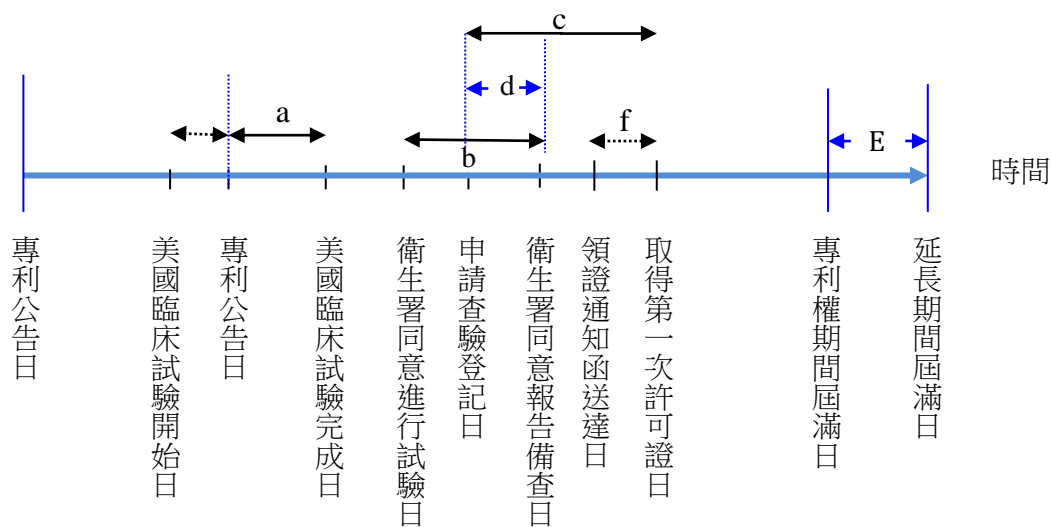 c
d
a
f
b
E
時間
專利公告日
美國臨床試驗開始日
專利公告日
美國臨床試驗完成日
衛生署同意進行試驗日
申請查驗登記日
衛生署同意報告備查日
領證通知函送達日
取得第一次許可證日
專利權期間屆滿日
延長期間屆滿日